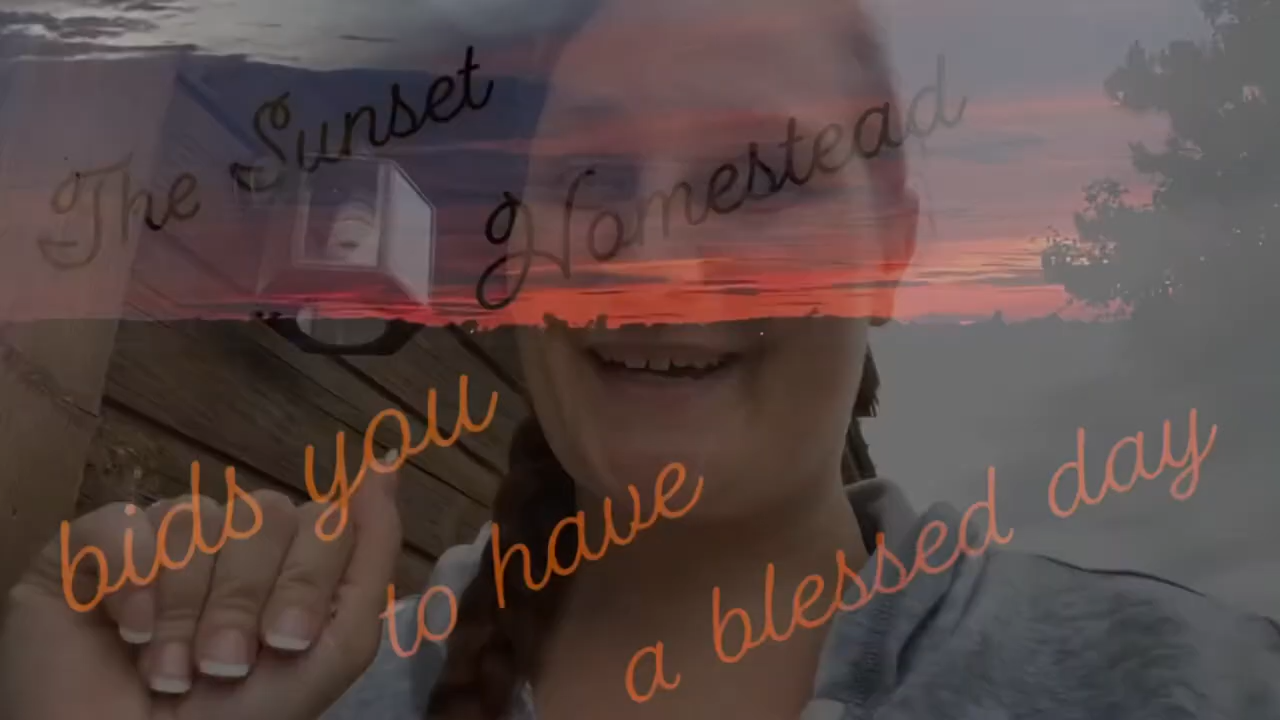 The Sunset
Homestead
bids you
to have
a blessed day